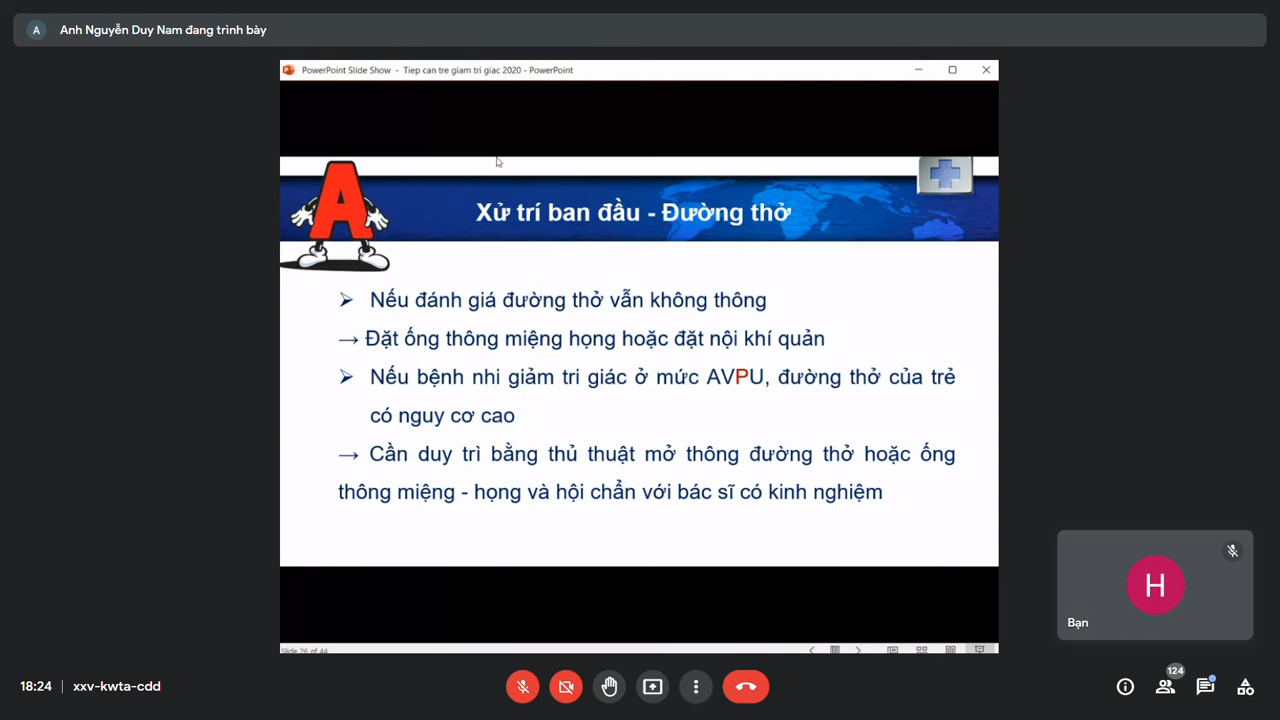 A Anh Nguyễn Duy Nam đang trình bày
PowerPoint Slide Show - Tiep can tre giam tri giac 2020 - PowerPoint
A
Xử trí ban đầu - Đường thở
➢ Nếu đánh giá đường thở vẫn không thông
→ Đặt ống thông miệng họng hoặc đặt nội khí quản
➢ Nếu bệnh nhi giảm tri giác ở mức AVPU, đường thở của trẻ
có nguy cơ cao
→ Cần duy trì bằng thủ thuật mở thông đường thở hoặc ống
thông miệng - họng và hội chẩn với bác sĩ có kinh nghiệm
H
Bạn
Slide 26 of 44
18:24 | xxv-kwta-cdd
124